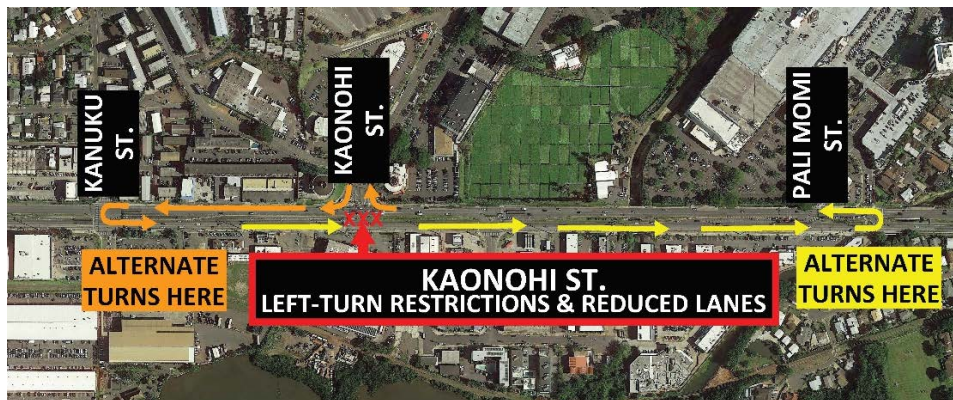 KANUKU
ST.
KAONOHI
ST.
PALI MOMI
ST.
XXX
ALTERNATE
TURNS HERE
KAONOHI ST.
LEFT-TURN RESTRICTIONS & REDUCED LANES
ALTERNATE
TURNS HERE